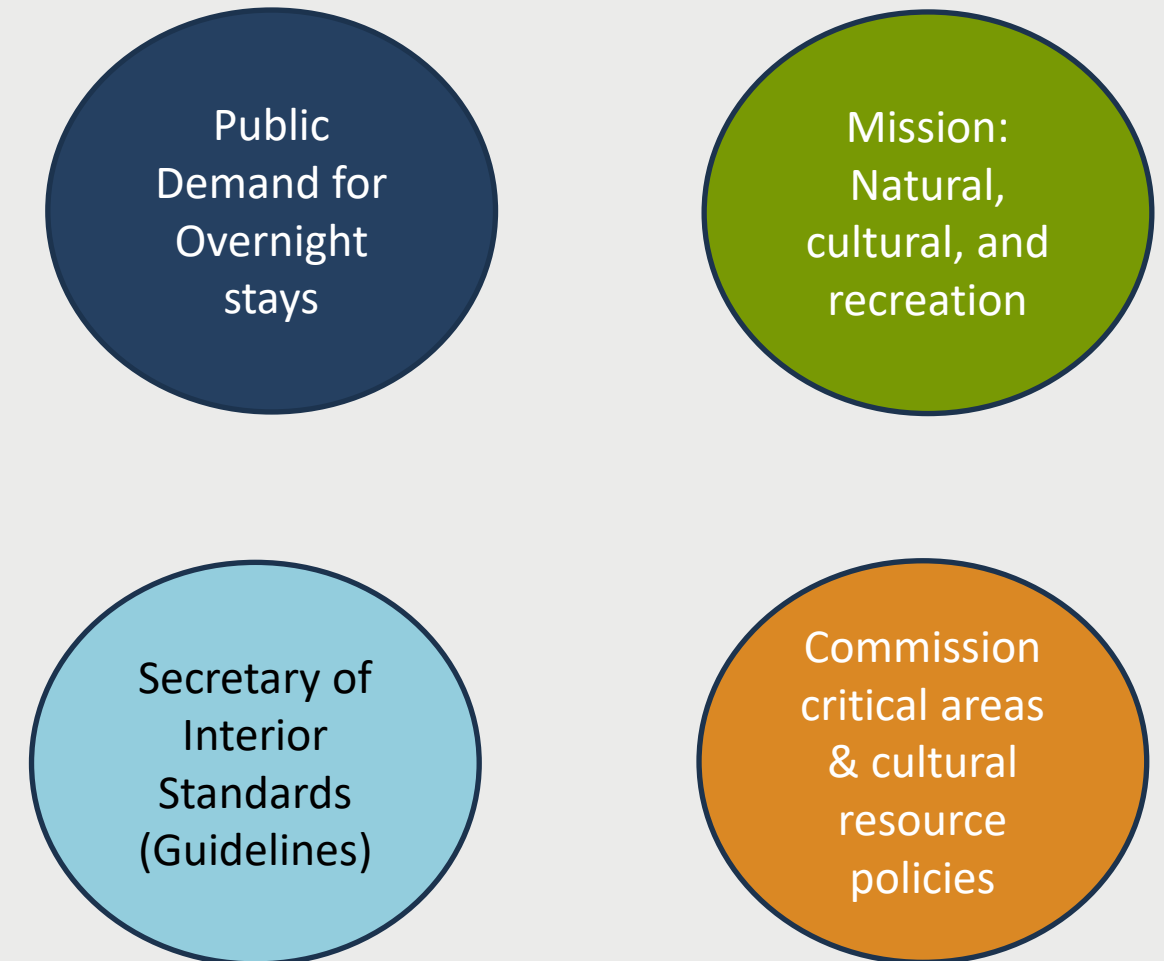 Public
Demand for
Overnight
stays
Mission:
Natural,
cultural, and
recreation
Secretary of
Interior
Standards
(Guidelines)
Commission
critical areas
& cultural
resource
policies